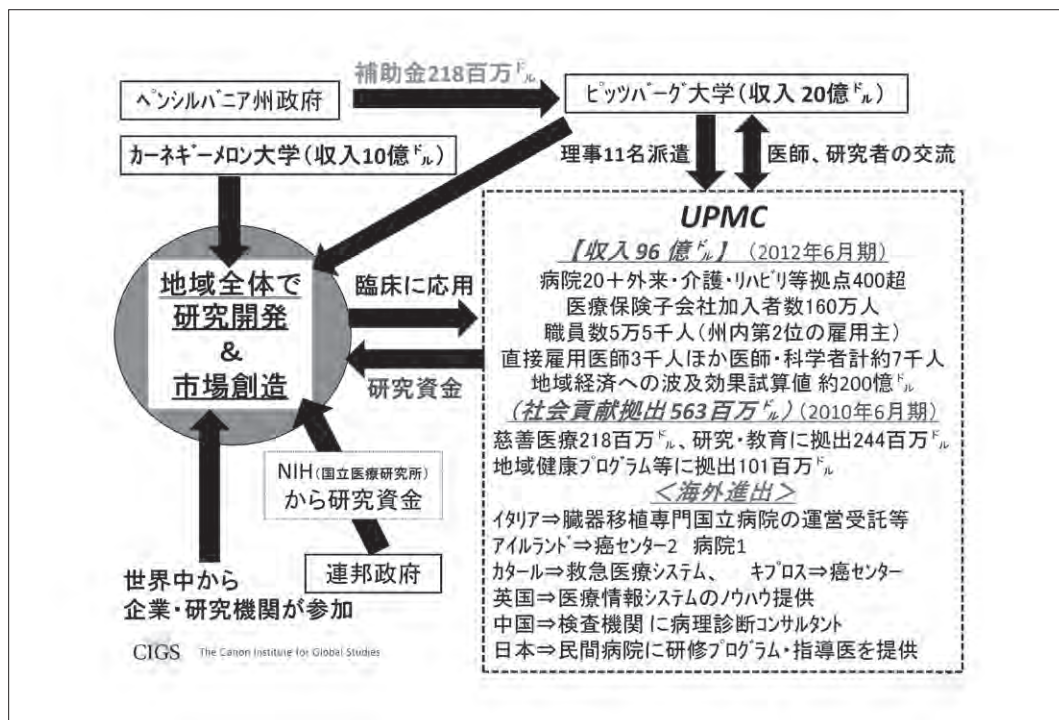 補助金218百万㌦
ﾍﾟﾝｼﾙﾊﾞﾆｱ州政府
ﾋﾟｯﾂﾊﾞｰｸﾞ大学(収入20億㌦)
ｶｰﾈｷﾞｰﾒﾛﾝ大学(収入10億㌦)
理事11名派遣
医師、研究者の交流
地域全体で
研究開発
&
市場創造
臨床に応用
研究資金
NIH(国立医療研究所)
から研究資金
連邦政府
世界中から
企業・研究機関が参加
UPMC
【収入96億㌦】 (2012年6月期)
病院20+外来・介護・ﾘﾊﾋﾞﾘ等拠点400超
医療保険子会社加入者数160万人
職員数5万5千人(州内第2位の雇用主)
直接雇用医師3千人ほか医師・科学者計約7千人
地域経済への波及効果試算値 約200憶㌦
(社会貢献拠出563百万㌦)(2010年6月期)
慈善医療218百万㌦、研究・教育に拠出244百万㌦
地域健康プログラム等に拠出101百万㌦
<海外進出>
ｲﾀﾘｱ⇒臓器移植専門国立病院の運営受託等
ｱｲﾙﾗﾝﾄﾞ⇒癌センター2 病院1
ｶﾀｰﾙ⇒救急医療システム、 ｷﾌﾟﾛｽ⇒癌センター
英国⇒医療情報システムのノウハウ提供
中国⇒検査機関に病理診断コンサルタント
日本⇒民間病院に研修プログラム・指導医を提供
CIGS The Canon Institute for Global Studies